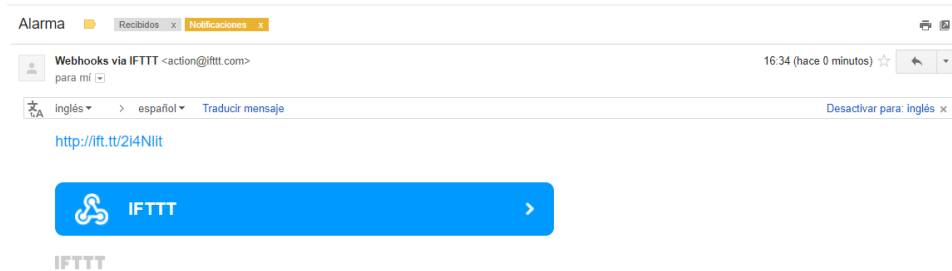 Alarma Recibidos x Notificaciones x
Webhooks via IFTTT <action@ifttt.com> 16:34 (hace 0 minutos)
para mí
inglés > español Traducir mensaje Desactivar para: inglés x
http://ift.tt/2i4Nlit
IFTTT
IFTTT